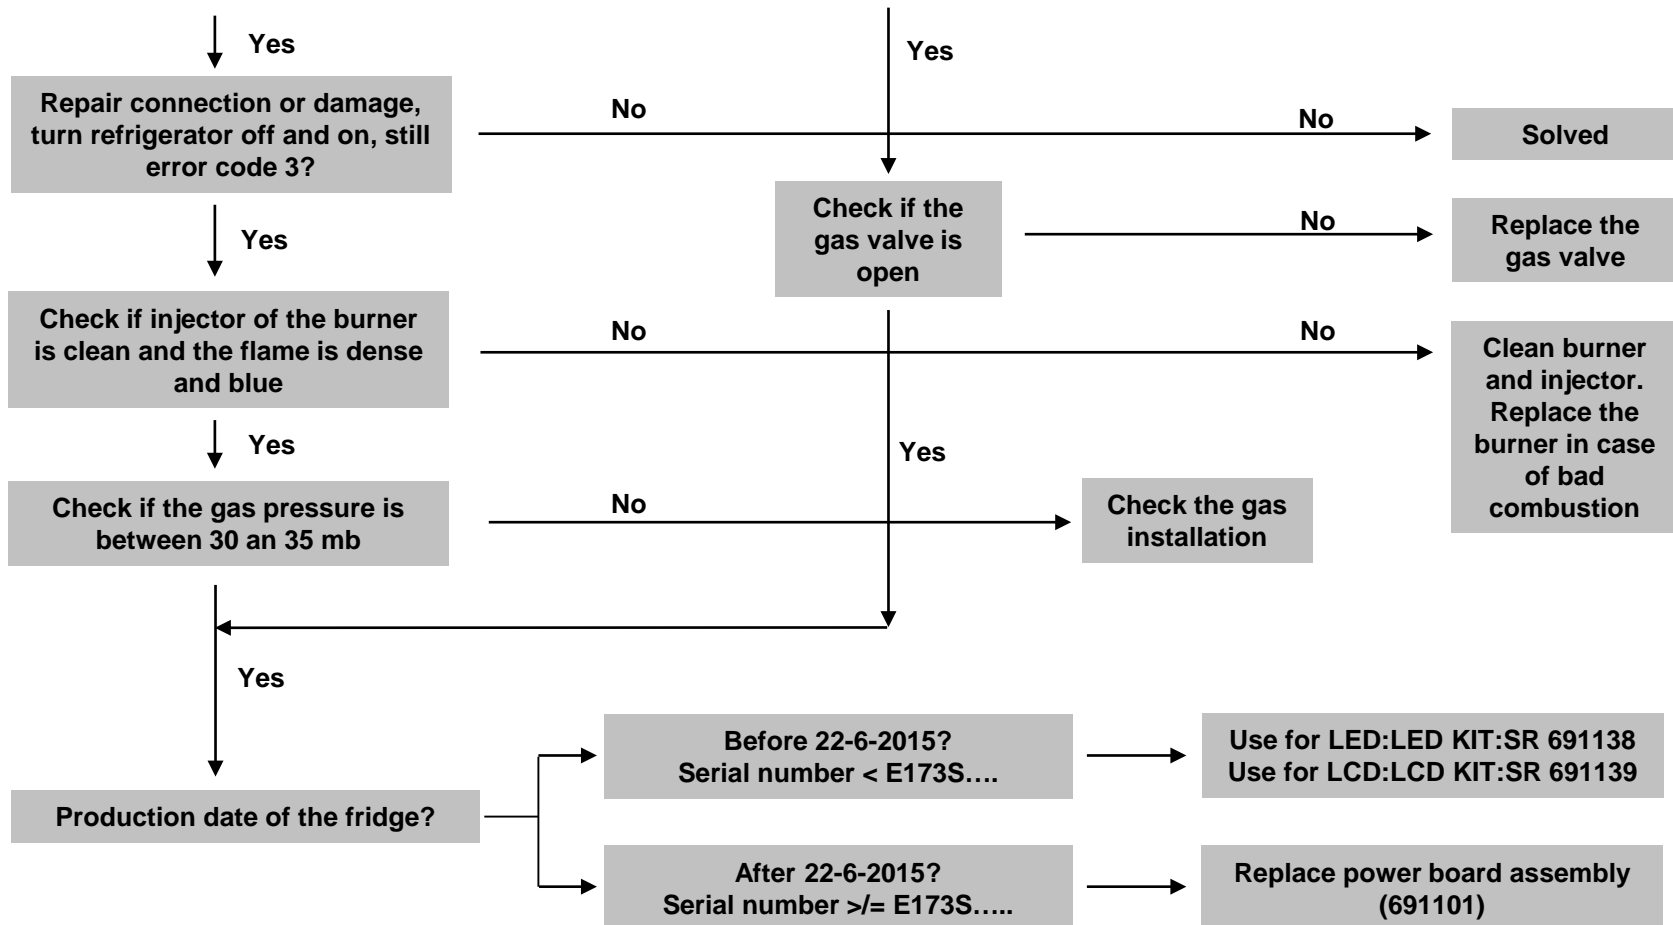 Yes
Yes
Repair connection or damage,
turn refrigerator off and on, still
error code 3?
No
No
Solved
Check if the
gas valve is
open
No
Replace the
gas valve
Yes
Check if injector of the burner
is clean and the flame is dense
and blue
No
No
Clean burner
and injector.
Replace the
burner in case
of bad
combustion
Yes
Yes
Check if the gas pressure is
between 30 an 35 mb
No
Check the gas
installation
Yes
Production date of the fridge?
Before 22-6-2015?
Serial number < E173S….
Use for LED:LED KIT:SR 691138
Use for LCD:LCD KIT:SR 691139
After 22-6-2015?
Serial number >/= E173S…..
Replace power board assembly
(691101)